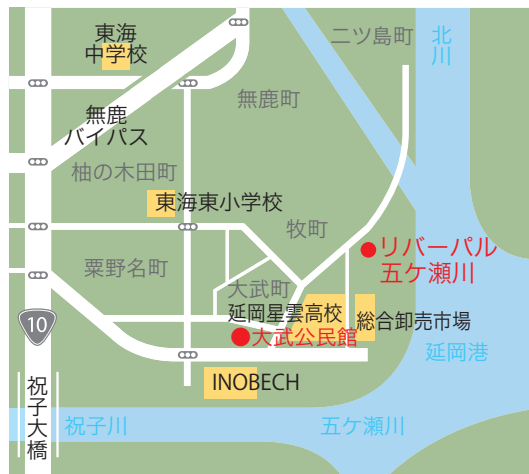 東海
中学校
二ツ島町
北川
無鹿町
無鹿
バイパス
柚の木田町
東海東小学校
牧町
リバーパル
五ケ瀬川
粟野名町
大武町
延岡星雲高校
総合卸売市場
10
大武公民館
延岡港
INOBECH
祝子大橋
祝子川
五ケ瀬川